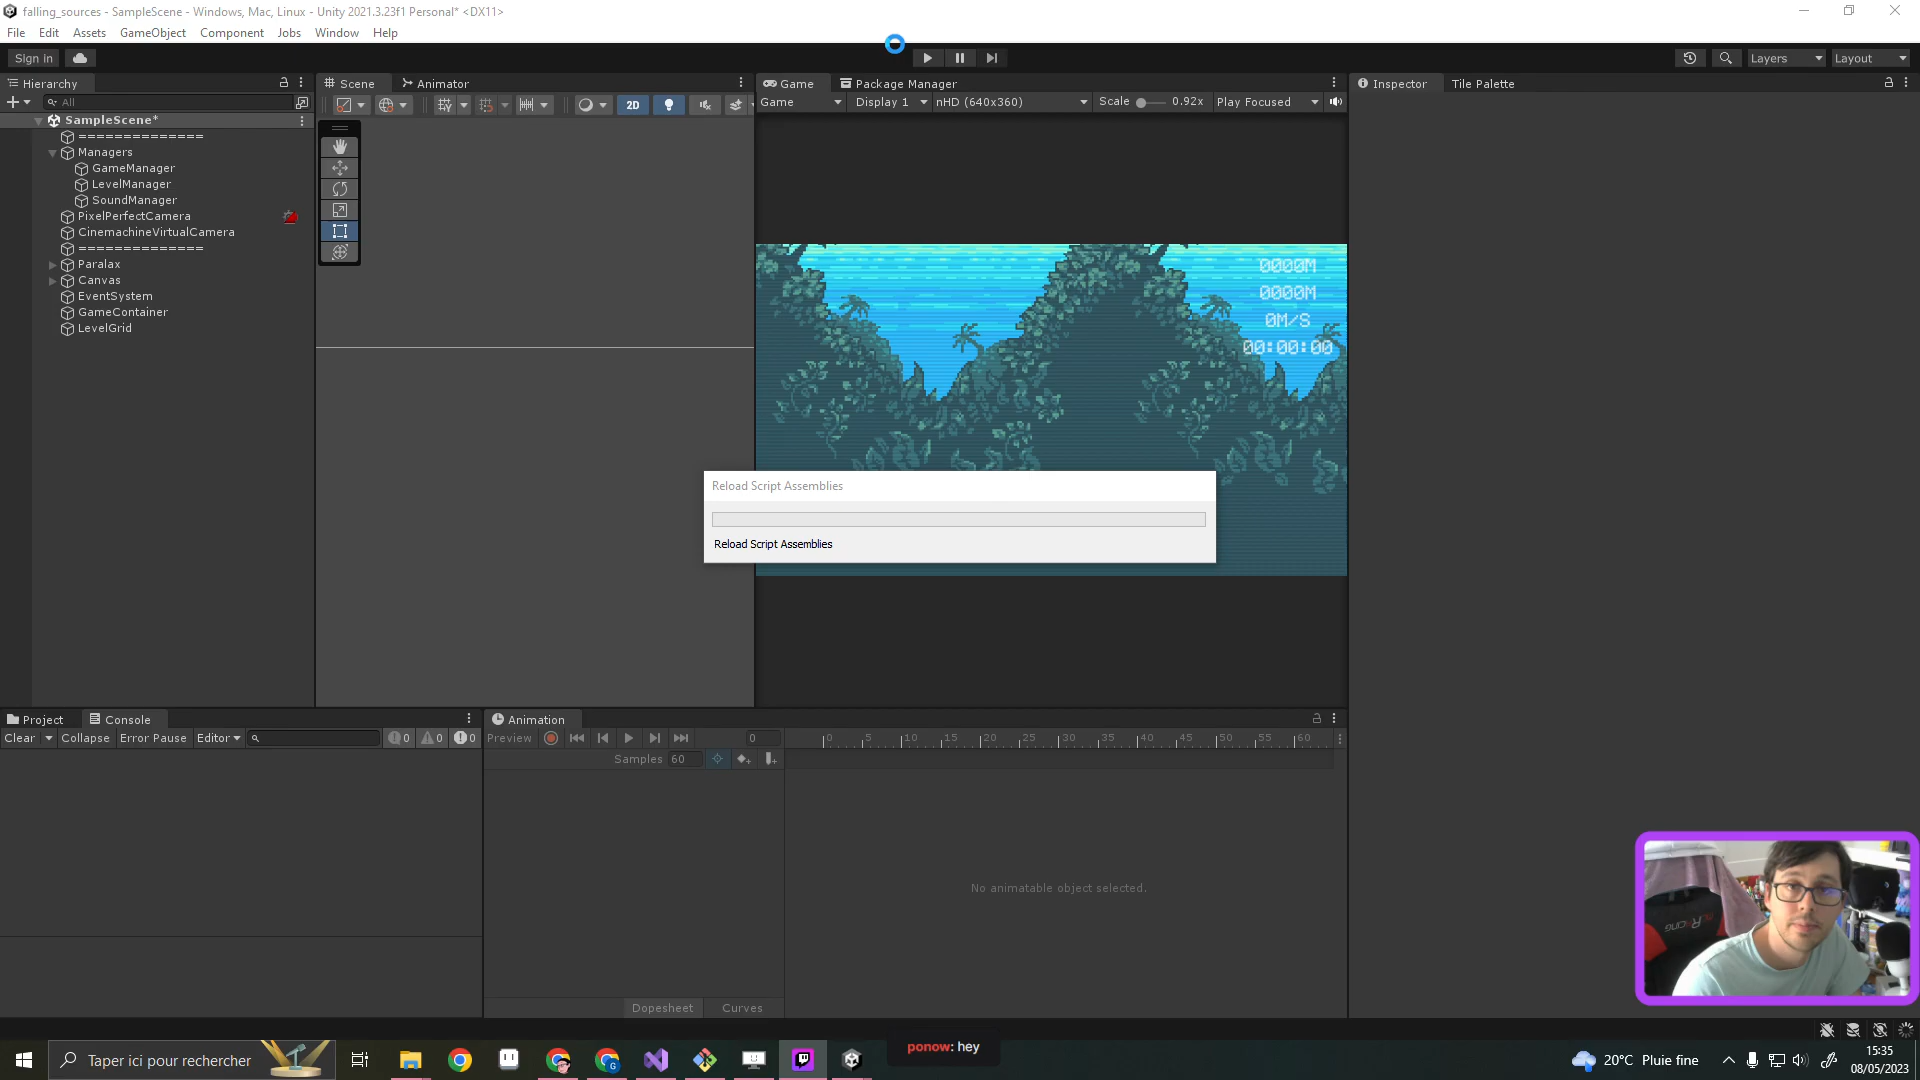 falling_sources - SampleScene - Windows, Mac, Linux - Unity 2021.3.23f1 Personal* <DX11>
File Edit Assets GameObject Component Jobs Window Help
Sign in
Layers Layout
Hierarchy
Scene Animator
Game Package Manager
Inspector Tile Palette
All
2D
Game Display 1 nHD (640x360) Scale 0.92x Play Focused
SampleScene*
==============
Managers
GameManager
LevelManager
SoundManager
PixelPerfectCamera
CinemachineVirtualCamera
==============
Paralax
Canvas
EventSystem
GameContainer
LevelGrid
0000M
0000M
0M/S
00:00:00
Reload Script Assemblies
Reload Script Assemblies
Project Console
Clear Collapse Error Pause Editor 0 0 0
Animation
Preview 0
0 5 10 15 20 25 30 35 40 45 50 55 60
Samples 60
No animatable object selected.
Dopesheet Curves
Taper ici pour rechercher
ponow: hey
20°C Pluie fine
15:35
08/05/2023